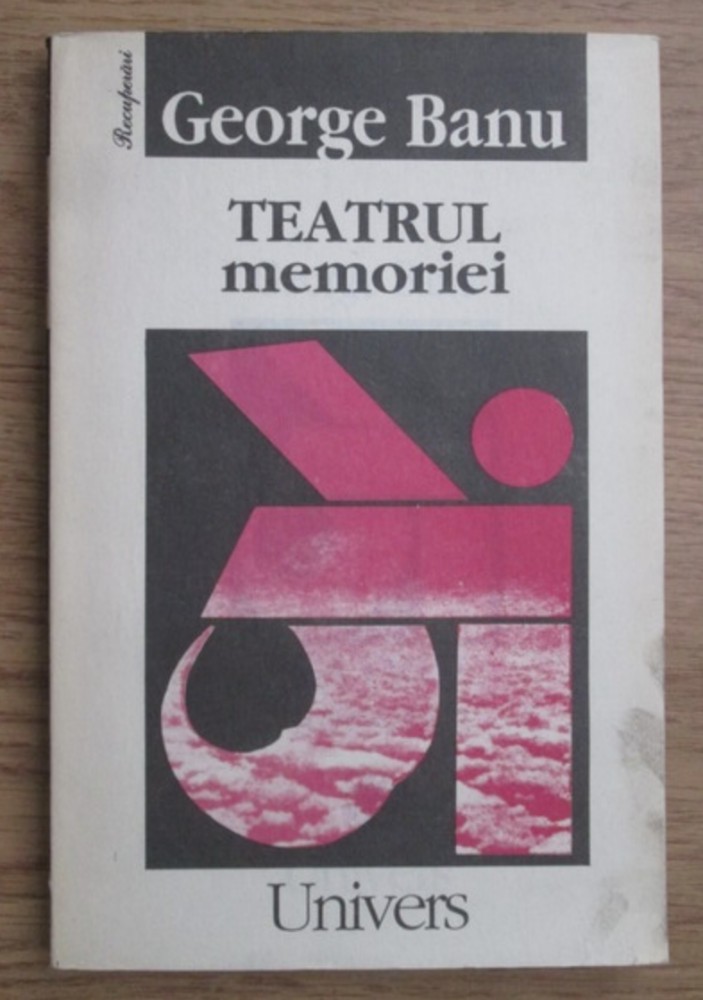 Recuperări
George Banu
TEATRUL
memoriei
Univers